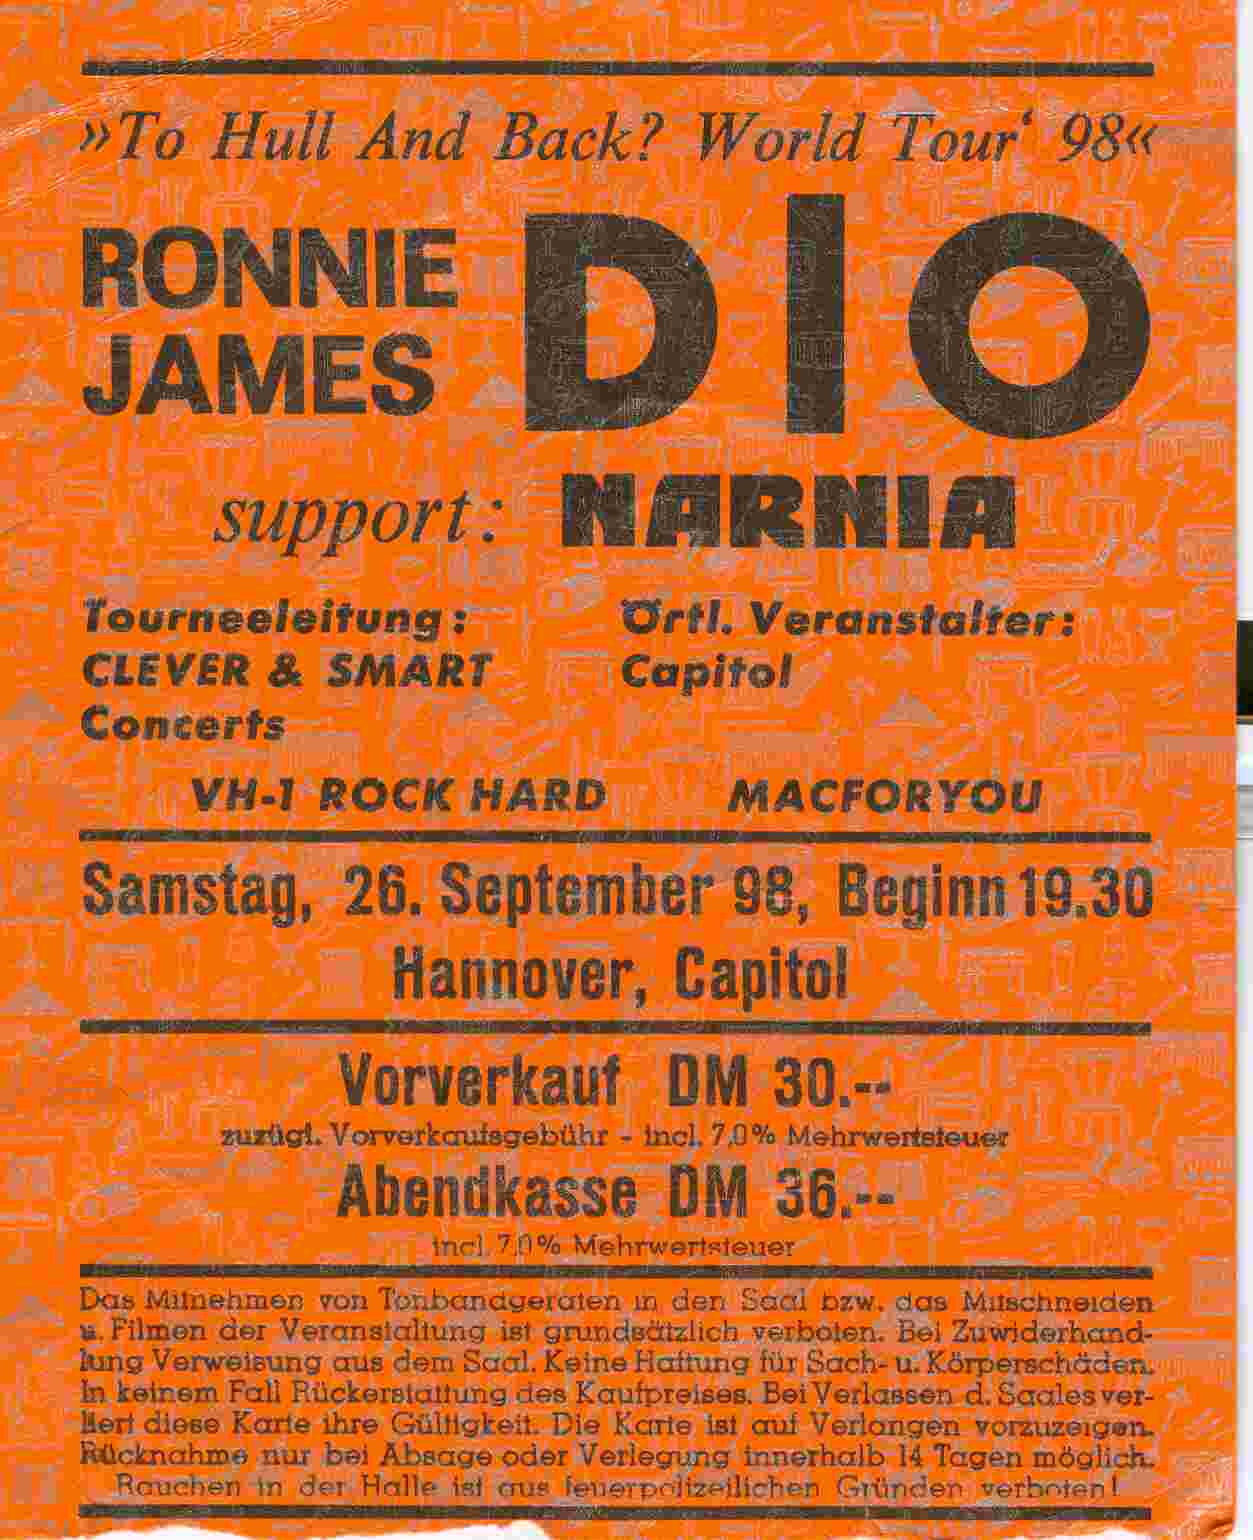 »To Hull And Back? World Tour‘ 98«
RONNIE JAMES DIO
support: NARNIA
Tourneeleitung: Örtl. Veranstalter:
CLEVER & SMART Capitol
Concerts
VH-1 ROCK HARD MACFORYOU
Samstag, 26. September 98, Beginn 19.30
Hannover, Capitol
Vorverkauf DM 30.--
zuzügl. Vorverkaufsgebühr - incl. 7,0% Mehrwertsteuer
Abendkasse DM 36.--
incl. 7,0% Mehrwertsteuer
Das Mitnehmen von Tonbandgeräten in den Saal bzw. das Mitschneiden
u. Filmen der Veranstaltung ist grundsätzlich verboten. Bei Zuwiderhand-
lung Verweisung aus dem Saal. Keine Haftung für Sach- u. Körperschäden.
In keinem Fall Rückerstattung des Kaufpreises. Bei Verlassen d. Saales ver-
liert diese Karte ihre Gültigkeit. Die Karte ist auf Verlangen vorzuzeigen.
Rücknahme nur bei Absage oder Verlegung innerhalb 14 Tagen möglich.
Rauchen in der Halle ist aus feuerpolizeilichen Gründen verboten!